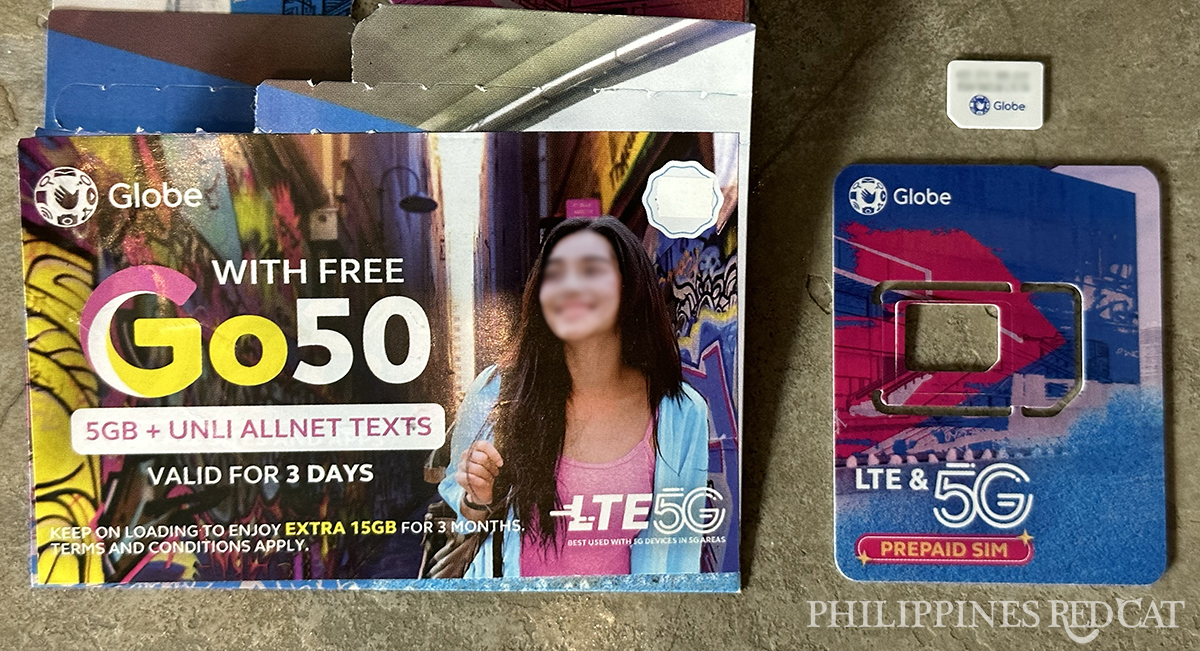 Globe
WITH FREE
Go50
5GB + UNLI ALLNET TEXTS
VALID FOR 3 DAYS
KEEP ON LOADING TO ENJOY EXTRA 15GB FOR 3 MONTHS.
TERMS AND CONDITIONS APPLY.
LTE5G
BEST USED WITH 5G DEVICES IN 5G AREAS
Globe
Globe
LTE & 5G
PREPAID SIM
PHILIPPINES REDCAT